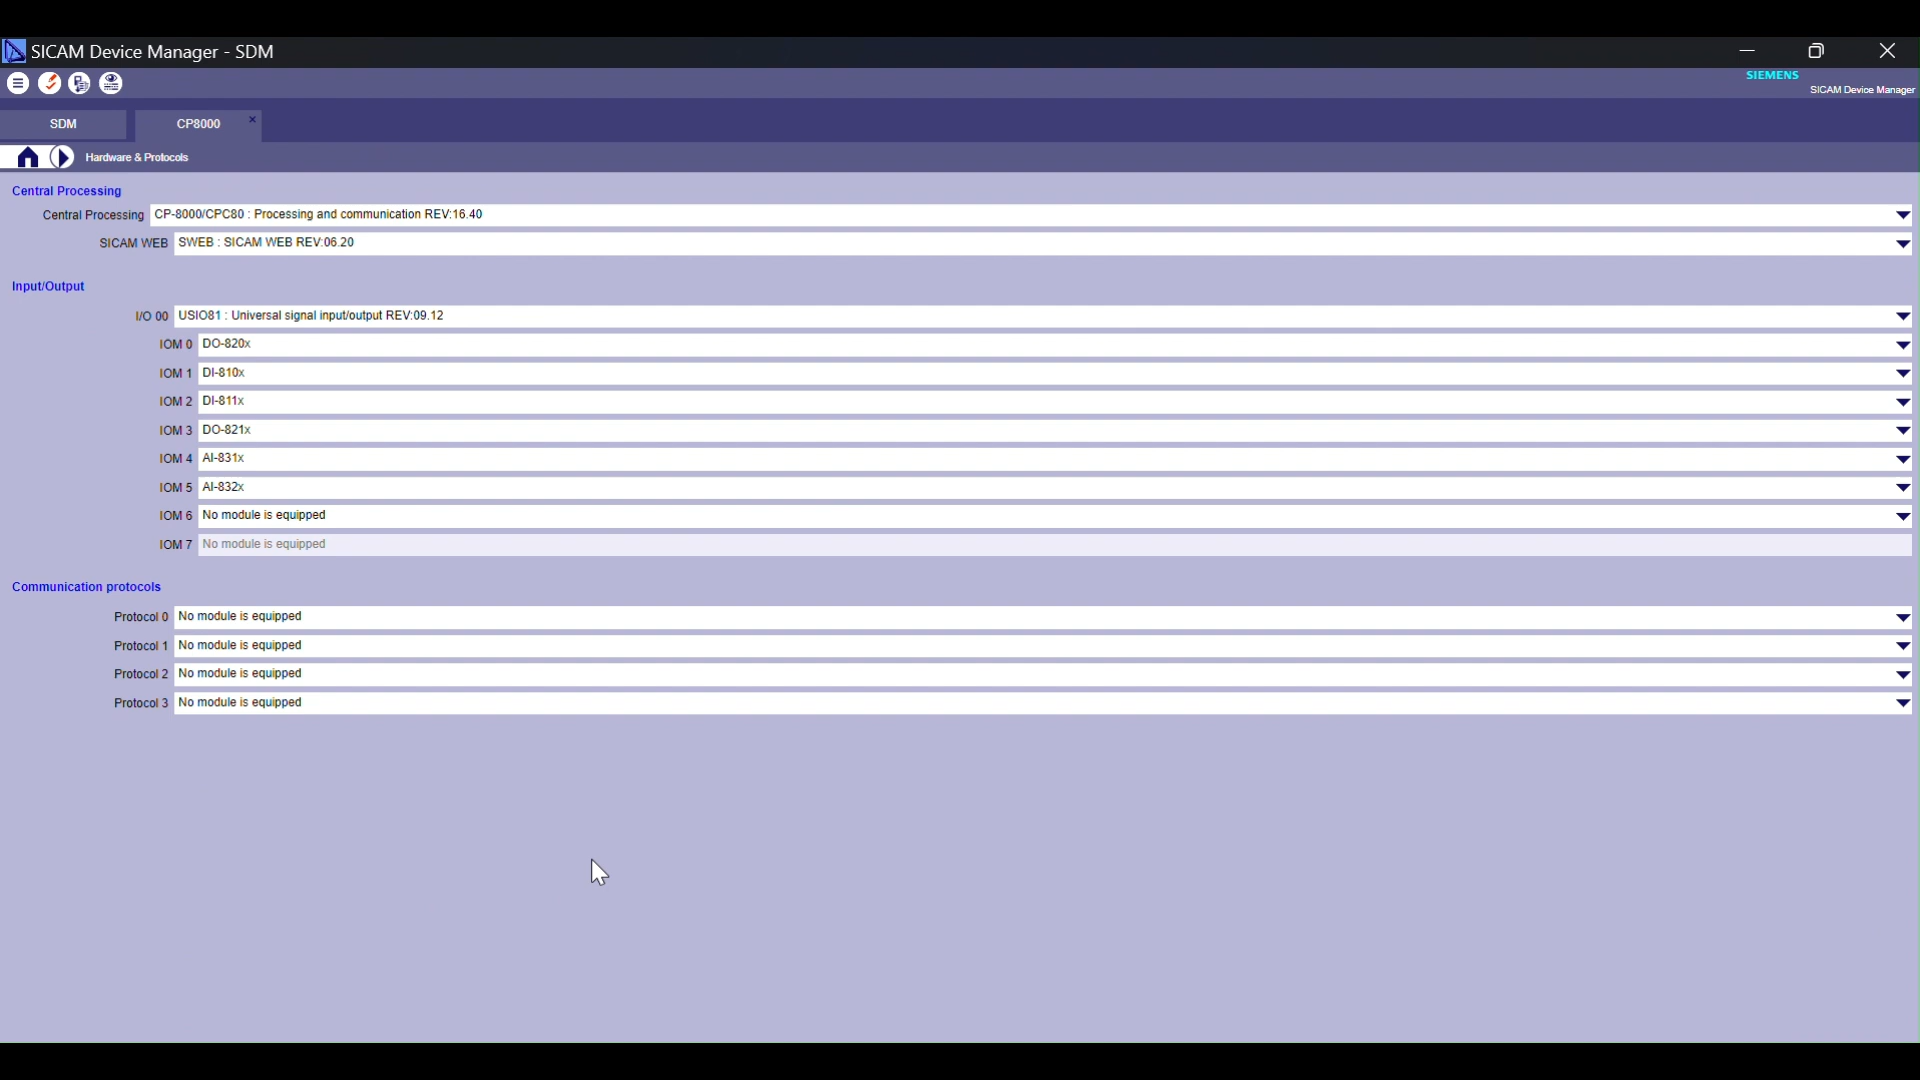 SICAM Device Manager - SDM
SIEMENS
SICAM Device Manager
SDM
CP8000
Hardware & Protocols
Central Processing
Central Processing CP-8000/CPC80 : Processing and communication REV:16.40
SICAM WEB SWEB : SICAM WEB REV:06.20
Input/Output
I/O 00 USIO81 : Universal signal input/output REV:09.12
IOM 0 DO-820x
IOM 1 DI-810x
IOM 2 DI-811x
IOM 3 DO-821x
IOM 4 AI-831x
IOM 5 AI-832x
IOM 6 No module is equipped
IOM 7 No module is equipped
Communication protocols
Protocol 0 No module is equipped
Protocol 1 No module is equipped
Protocol 2 No module is equipped
Protocol 3 No module is equipped